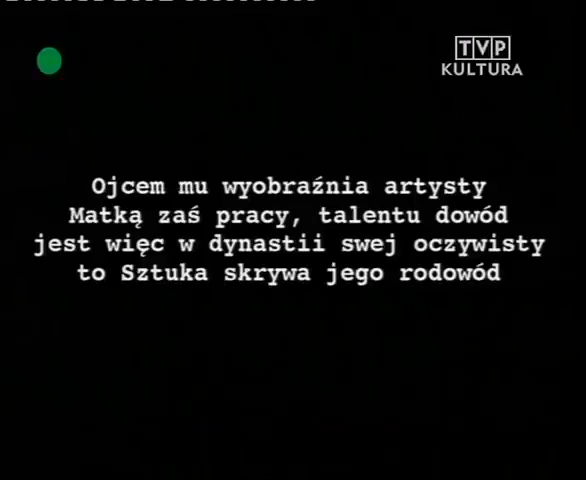 TVP
KULTURA
Ojcem mu wyobraźnia artysty
Matką zaś pracy, talentu dowód
jest więc w dynastii swej oczywisty
to Sztuka skrywa jego rodowód